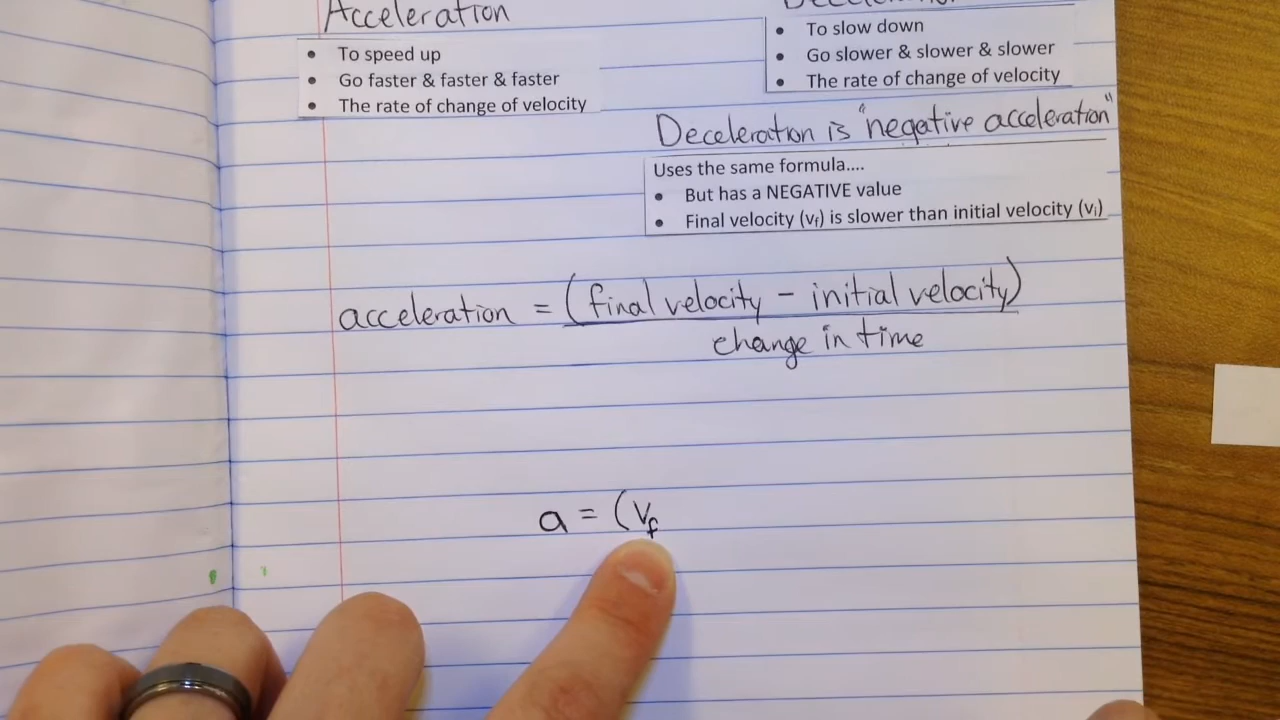 Acceleration
• To speed up
• Go faster & faster & faster
• The rate of change of velocity
• To slow down
• Go slower & slower & slower
• The rate of change of velocity
Deceleration is "negative acceleration"
Uses the same formula....
• But has a NEGATIVE value
• Final velocity (vf) is slower than initial velocity (vi)
acceleration = (final velocity - initial velocity)
change in time
a = (vf